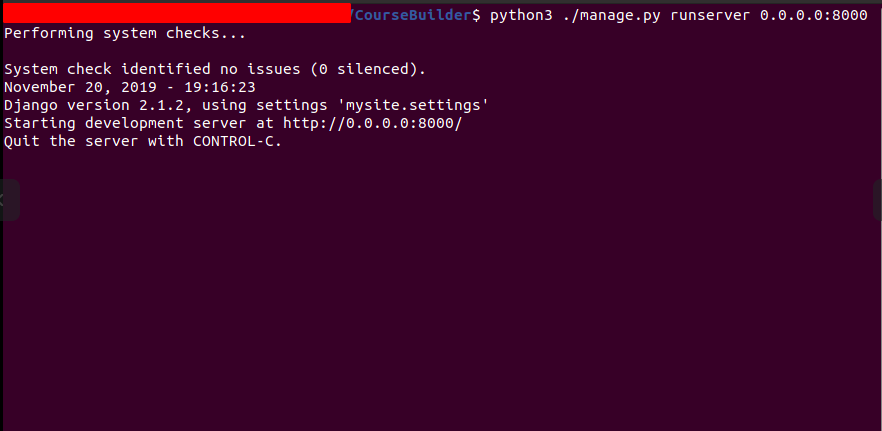 /CourseBuilder$ python3 ./manage.py runserver 0.0.0.0:8000
Performing system checks...
System check identified no issues (0 silenced).
November 20, 2019 - 19:16:23
Django version 2.1.2, using settings 'mysite.settings'
Starting development server at http://0.0.0.0:8000/
Quit the server with CONTROL-C.